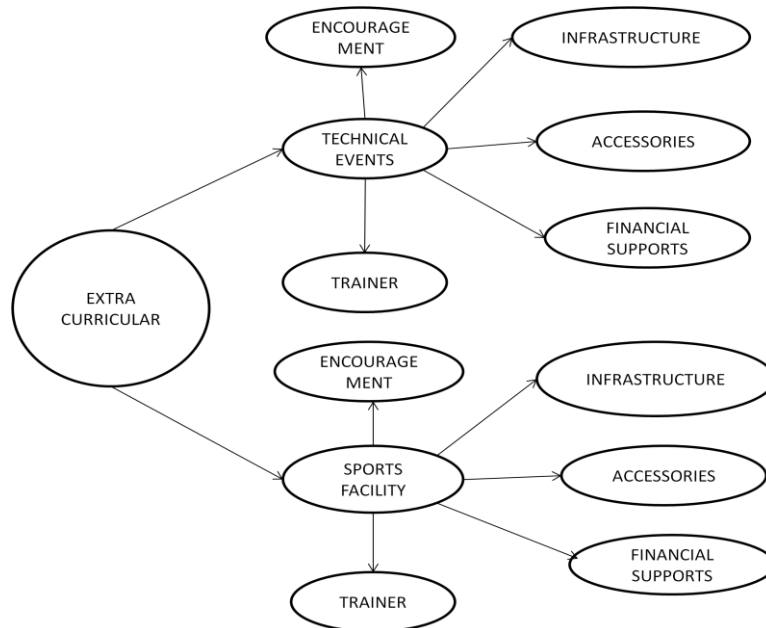 ENCOURAGE
MENT
INFRASTRUCTURE
TECHNICAL
EVENTS
ACCESSORIES
FINANCIAL
SUPPORTS
TRAINER
EXTRA
CURRICULAR
ENCOURAGE
MENT
INFRASTRUCTURE
SPORTS
FACILITY
ACCESSORIES
FINANCIAL
SUPPORTS
TRAINER